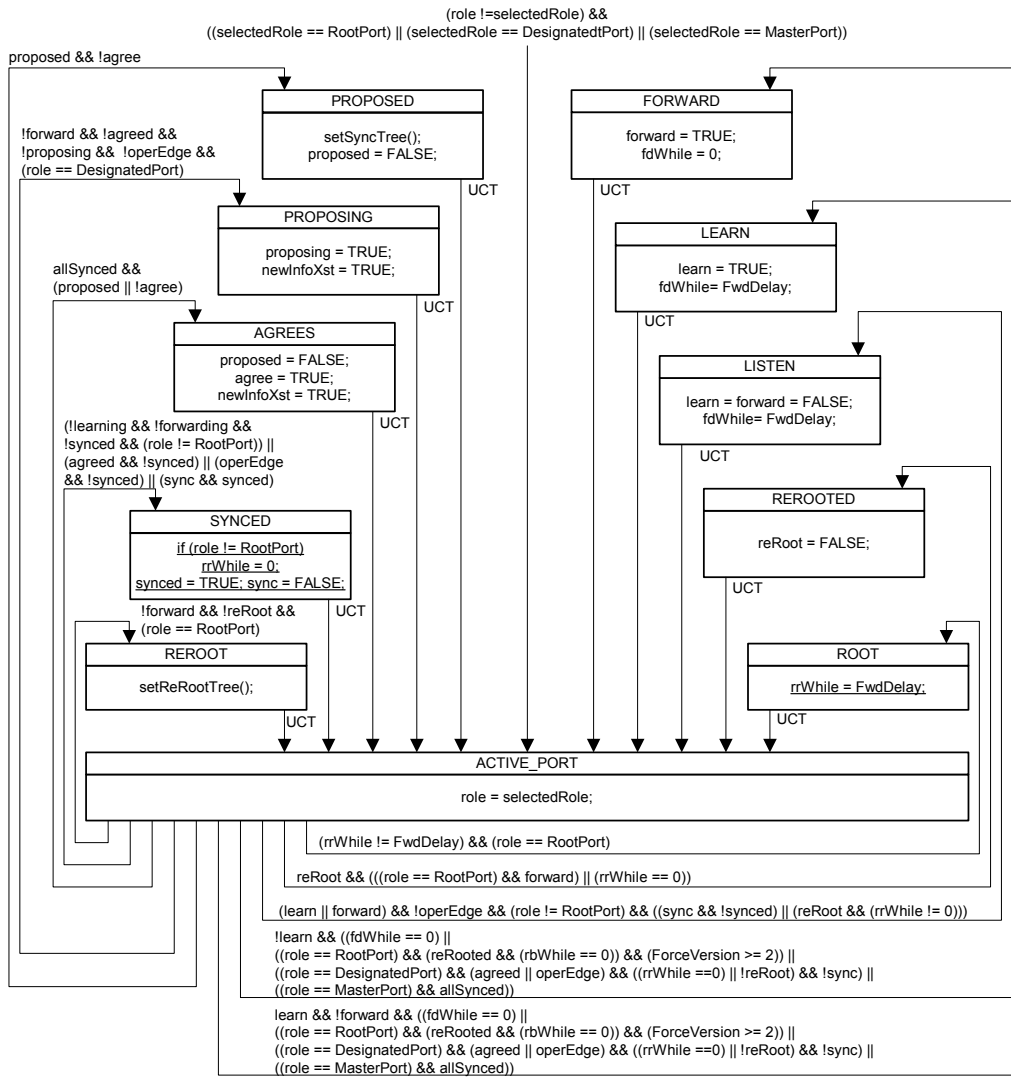 (role !=selectedRole) &&
((selectedRole == RootPort) || (selectedRole == DesignatedtPort) || (selectedRole == MasterPort))
proposed && !agree
PROPOSED
setSyncTree();
proposed = FALSE;
UCT
FORWARD
forward = TRUE;
fdWhile = 0;
UCT
!forward && !agreed &&
!proposing && !operEdge &&
(role == DesignatedPort)
PROPOSING
proposing = TRUE;
newInfoXst = TRUE;
UCT
LEARN
learn = TRUE;
fdWhile= FwdDelay;
UCT
allSynced &&
(proposed || !agree)
AGREES
proposed = FALSE;
agree = TRUE;
newInfoXst = TRUE;
UCT
LISTEN
learn = forward = FALSE;
fdWhile= FwdDelay;
UCT
(!learning && !forwarding &&
!synced && (role != RootPort)) ||
(agreed && !synced) || (operEdge
&& !synced) || (sync && synced)
SYNCED
if (role != RootPort)
rrWhile = 0;
synced = TRUE; sync = FALSE;
UCT
REROOTED
reRoot = FALSE;
UCT
!forward && !reRoot &&
(role == RootPort)
REROOT
setReRootTree();
UCT
ROOT
rrWhile = FwdDelay;
UCT
ACTIVE_PORT
role = selectedRole;
(rrWhile != FwdDelay) && (role == RootPort)
reRoot && (((role == RootPort) && forward) || (rrWhile == 0))
(learn || forward) && !operEdge && (role != RootPort) && ((sync && !synced) || (reRoot && (rrWhile != 0)))
!learn && ((fdWhile == 0) ||
((role == RootPort) && (reRooted && (rbWhile == 0)) && (ForceVersion >= 2)) ||
((role == DesignatedPort) && (agreed || operEdge) && ((rrWhile ==0) || !reRoot) && !sync) ||
((role == MasterPort) && allSynced))
learn && !forward && ((fdWhile == 0) ||
((role == RootPort) && (reRooted && (rbWhile == 0)) && (ForceVersion >= 2)) ||
((role == DesignatedPort) && (agreed || operEdge) && ((rrWhile ==0) || !reRoot) && !sync) ||
((role == MasterPort) && allSynced))